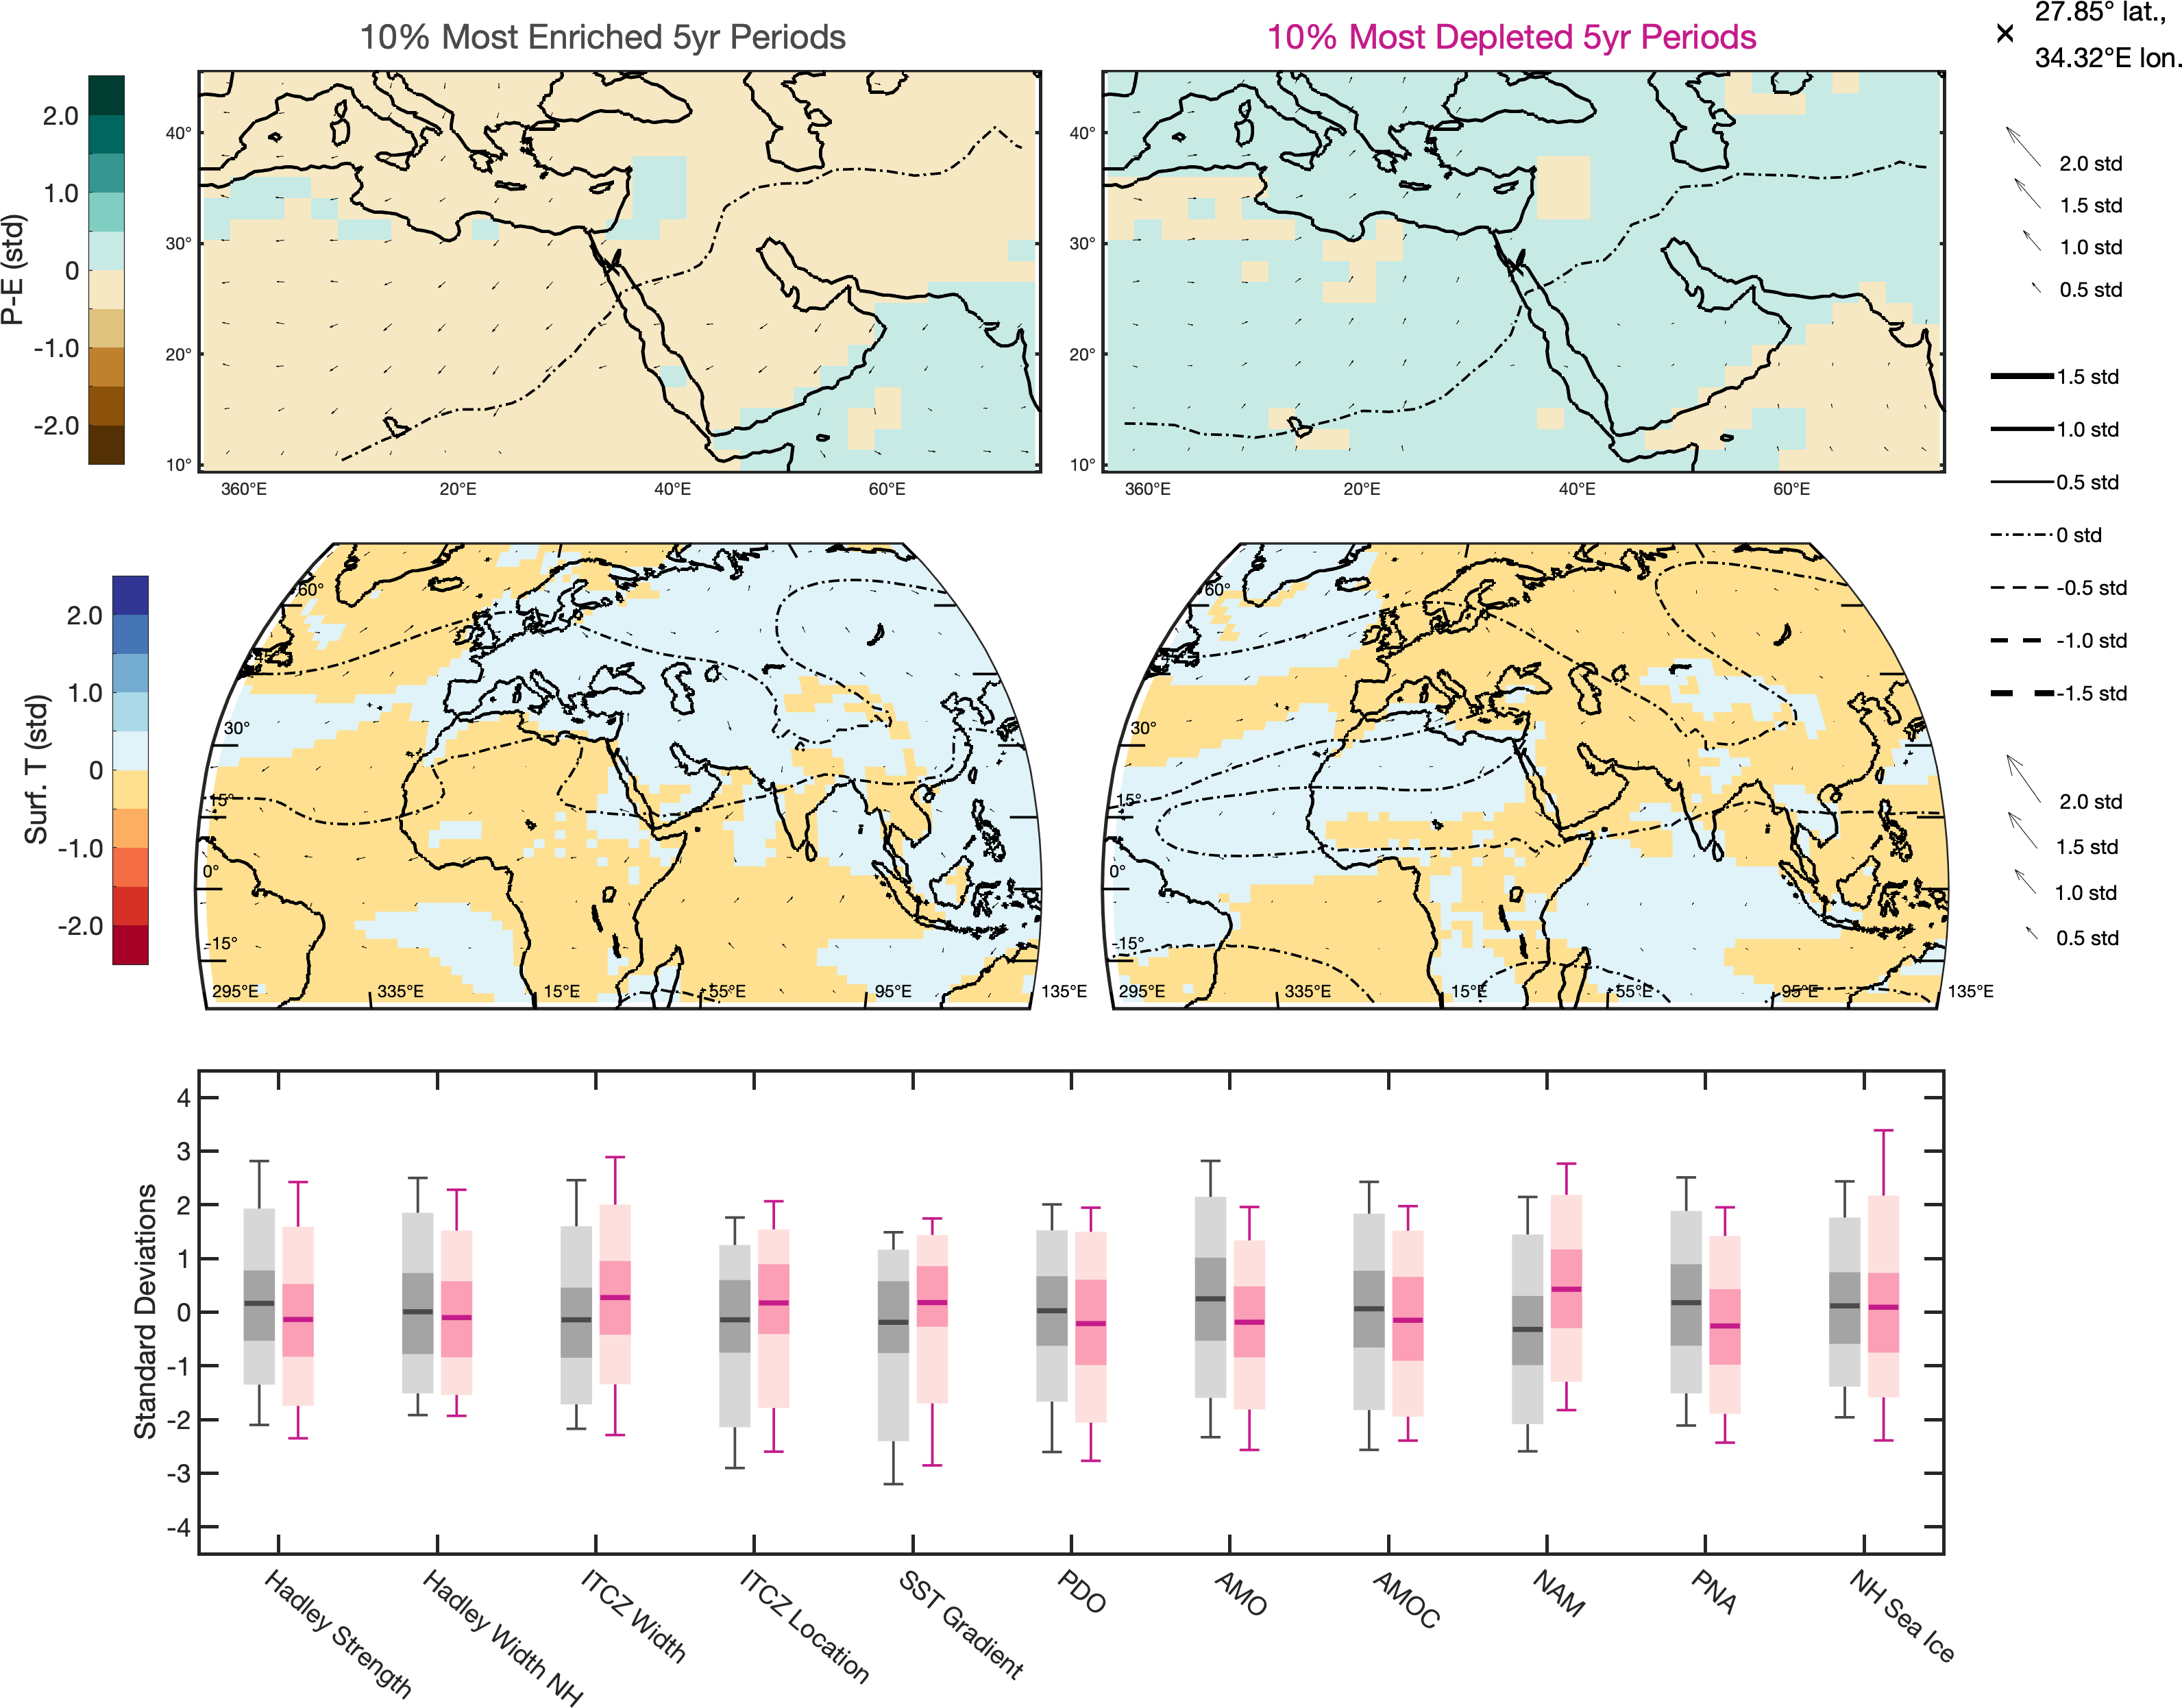 10% Most Enriched 5yr Periods
10% Most Depleted 5yr Periods
27.85° lat.,
34.32°E lon.
P-E (std)
2.0
1.0
0
-1.0
-2.0
40°
30°
20°
10°
360°E
20°E
40°E
60°E
40°
30°
20°
10°
360°E
20°E
40°E
60°E
2.0 std
1.5 std
1.0 std
0.5 std
1.5 std
1.0 std
0.5 std
0 std
-0.5 std
-1.0 std
-1.5 std
Surf. T (std)
2.0
1.0
0
-1.0
-2.0
60°
45°
30°
15°
0°
-15°
295°E
335°E
15°E
55°E
95°E
135°E
60°
45°
30°
15°
0°
-15°
295°E
335°E
15°E
55°E
95°E
135°E
2.0 std
1.5 std
1.0 std
0.5 std
Standard Deviations
4
3
2
1
0
-1
-2
-3
-4
Hadley Strength
Hadley Width NH
ITCZ Width
ITCZ Location
SST Gradient
PDO
AMO
AMOC
NAM
PNA
NH Sea Ice